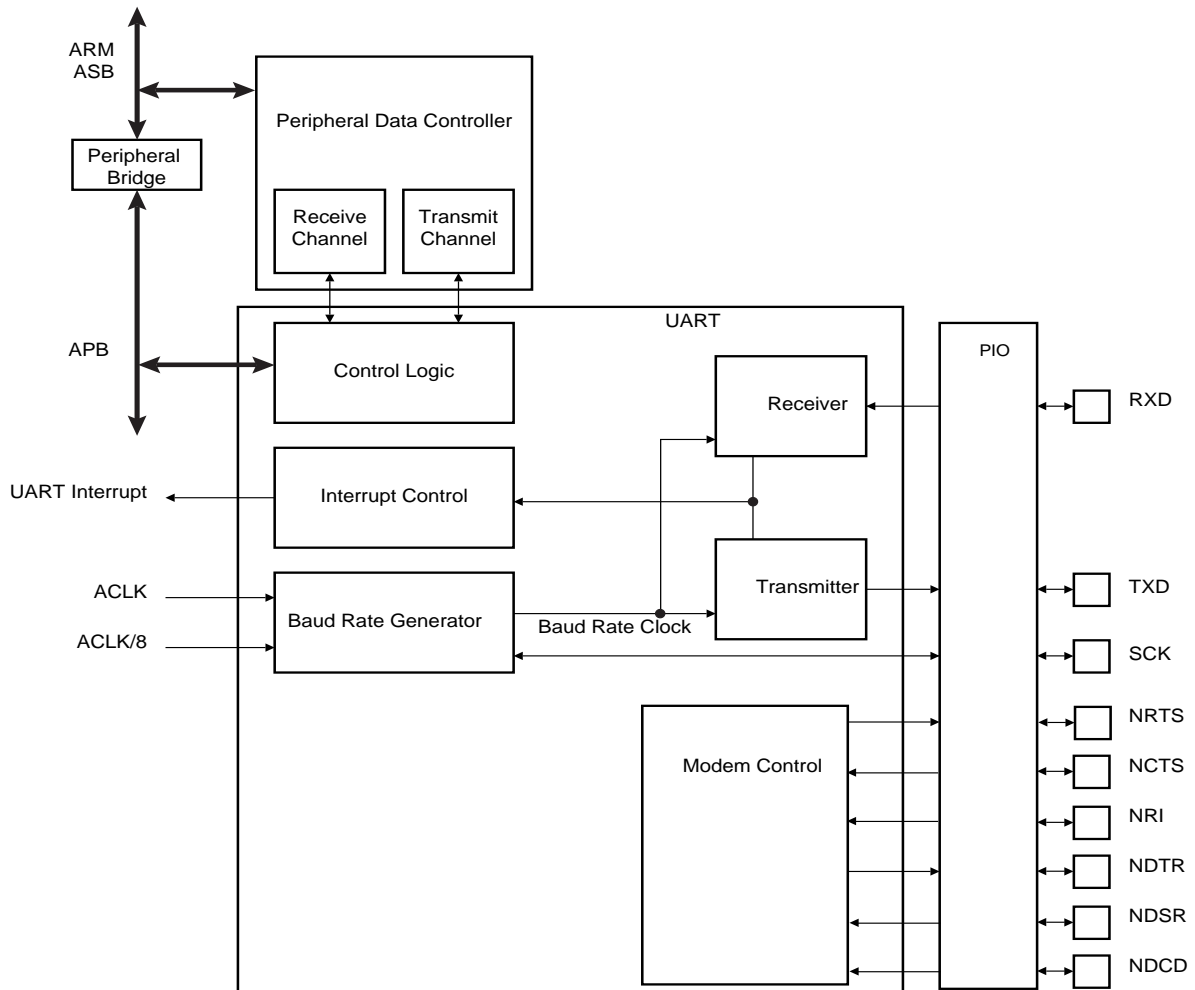 ARM
ASB
Peripheral Data Controller
Peripheral
Bridge
Receive
Channel
Transmit
Channel
UART
APB
Control Logic
PIO
Receiver
RXD
UART Interrupt
Interrupt Control
ACLK
Transmitter
TXD
Baud Rate Generator
Baud Rate Clock
ACLK/8
SCK
NRTS
Modem Control
NCTS
NRI
NDTR
NDSR
NDCD